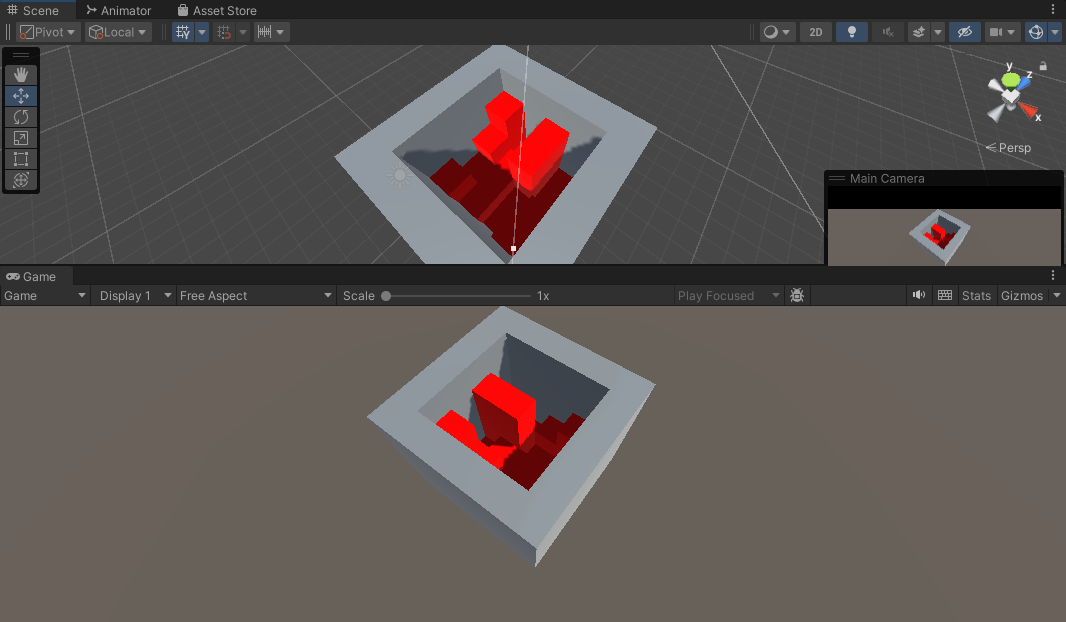 Scene Animator Asset Store
Pivot Local 2D
y
z
x
Persp
Main Camera
Game
Game Display 1 Free Aspect Scale 1x Play Focused Stats Gizmos